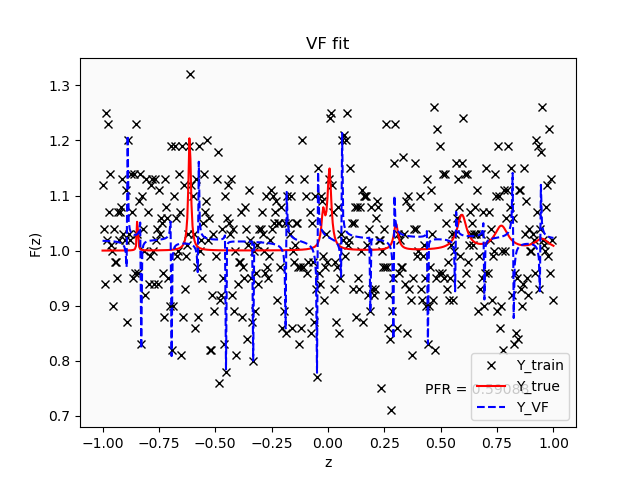 VF fit
F(z)
1.3
1.2
1.1
1.0
0.9
0.8
0.7
−1.00 −0.75 −0.50 −0.25 0.00 0.25 0.50 0.75 1.00
z
PFR =
Y_train
Y_true
Y_VF